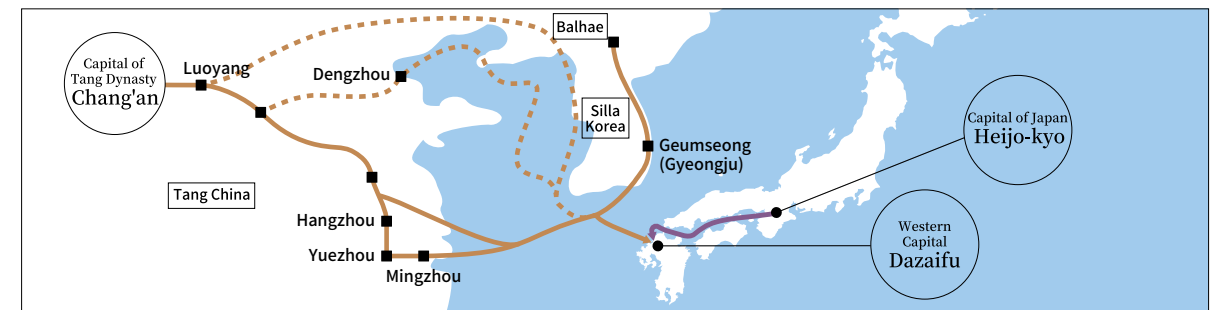 Capital of
Tang Dynasty
Chang'an
Luoyang
Dengzhou
Balhae
Silla
Korea
Geumseong
(Gyeongju)
Capital of Japan
Heijo-kyo
Tang China
Hangzhou
Yuezhou
Mingzhou
Western
Capital
Dazaifu